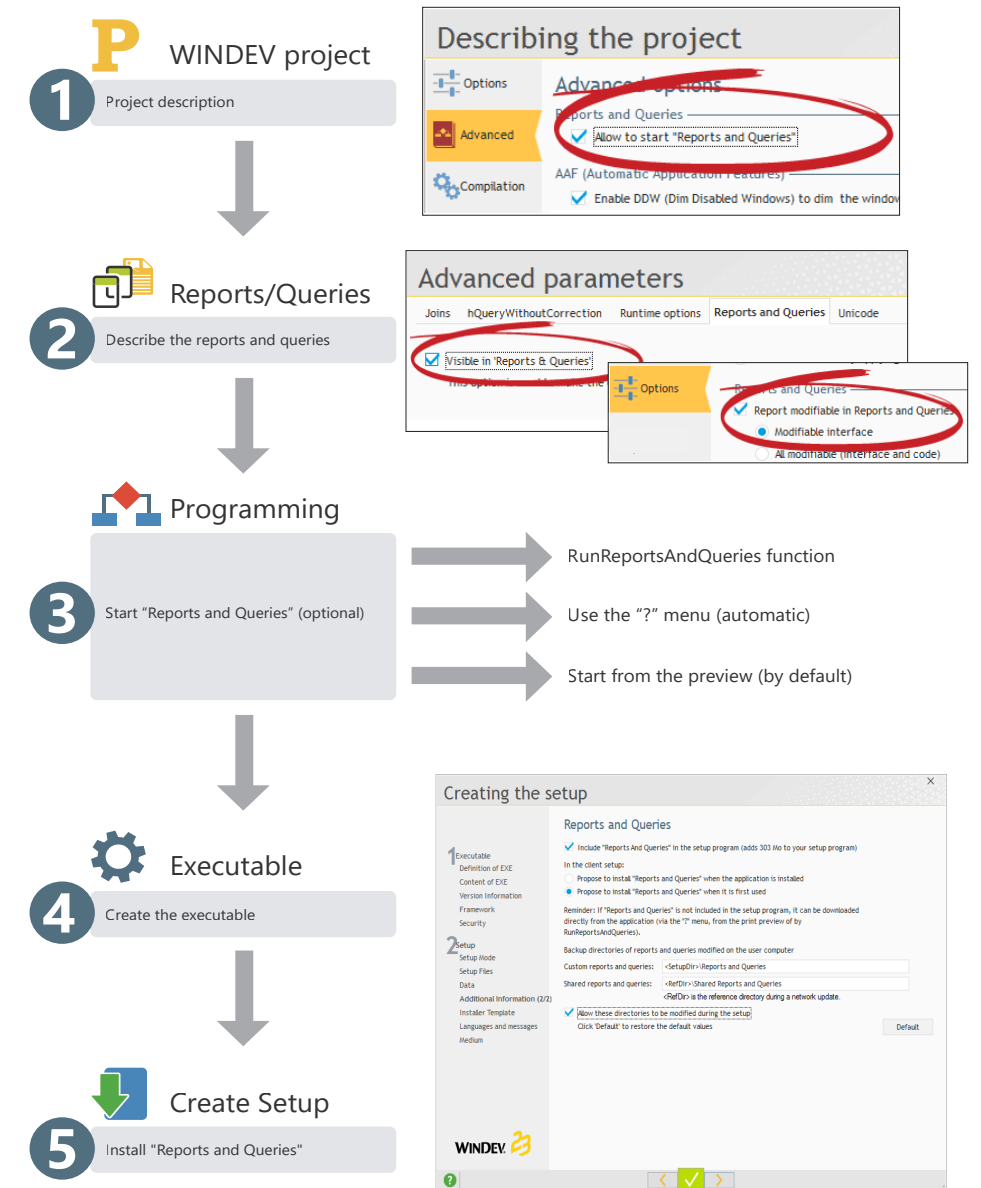 P
WINDEV project
1
Project description
Describing the project
Options
Advanced
Compilation
Advanced options
Reports and Queries
Allow to start "Reports and Queries"
AAF (Automatic Application Features)
Enable DDW (Dim Disabled Windows) to dim the window
Reports/Queries
2
Describe the reports and queries
Advanced parameters
Joins hQueryWithoutCorrection Runtime options Reports and Queries Unicode
Visible in 'Reports & Queries'
This option is used to make the
Options
Reports and Queries
Report modifiable in Reports and Queries
Modifiable interface
All modifiable (interface and code)
Programming
3
Start “Reports and Queries” (optional)
RunReportsAndQueries function
Use the “?” menu (automatic)
Start from the preview (by default)
Executable
4
Create the executable
Create Setup
5
Install "Reports and Queries"
Creating the setup
1 Executable
Definition of EXE
Content of EXE
Version Information
Framework
Security
2 Setup
Setup Mode
Setup Files
Data
Additional Information (2/2)
Installer Template
Languages and messages
Medium
Reports and Queries
Include "Reports And Queries" in the setup program (adds 303 Mo to your setup program)
In the client setup:
Propose to install "Reports and Queries" when the application is installed
Propose to install "Reports and Queries" when it is first used
Reminder: If "Reports and Queries" is not included in the setup program, it can be downloaded
directly from the application (via the "?" menu, from the print preview of by
RunReportsAndQueries).
Backup directories of reports and queries modified on the user computer
Custom reports and queries: <SetupDir>\Reports and Queries
Shared reports and queries: <RefDir>\Shared Reports and Queries
<RefDir> is the reference directory during a network update.
Allow these directories to be modified during the setup
Click 'Default' to restore the default values
Default
WINDEV. 23
?